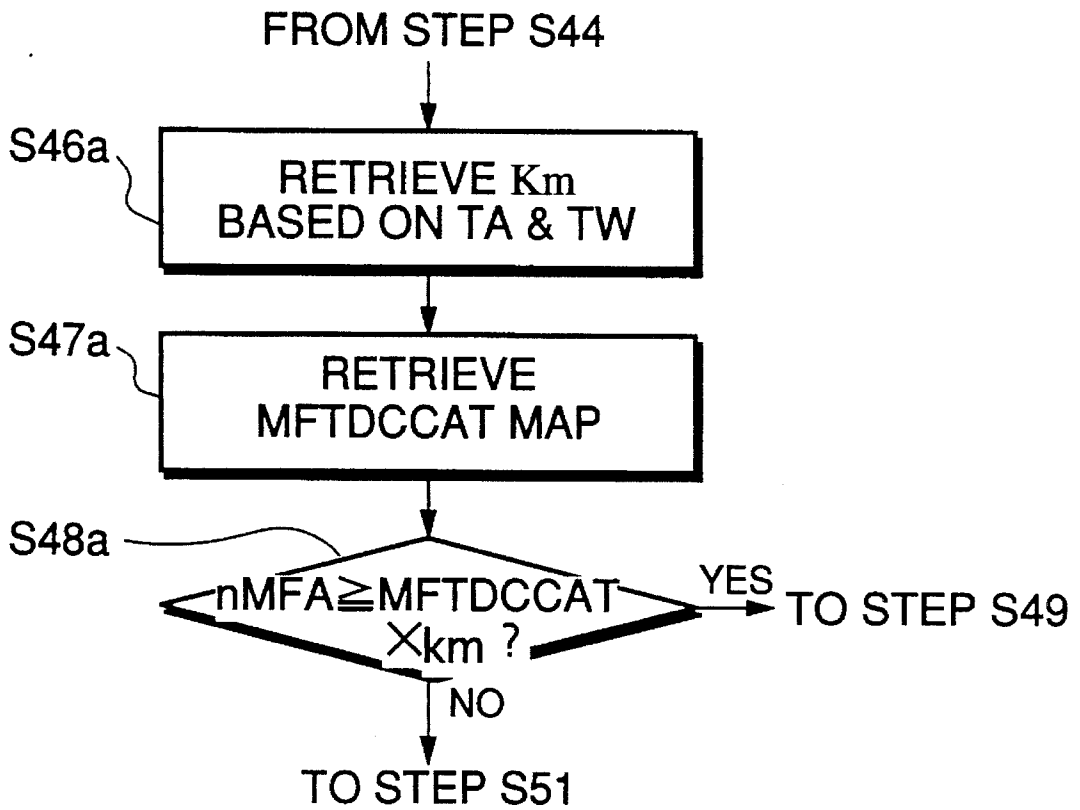 FROM STEP S44
S46a
RETRIEVE Km
BASED ON TA & TW
S47a
RETRIEVE
MFTDCCAT MAP
S48a
nMFA≧MFTDCCAT
×km ?
YES
TO STEP S49
NO
TO STEP S51